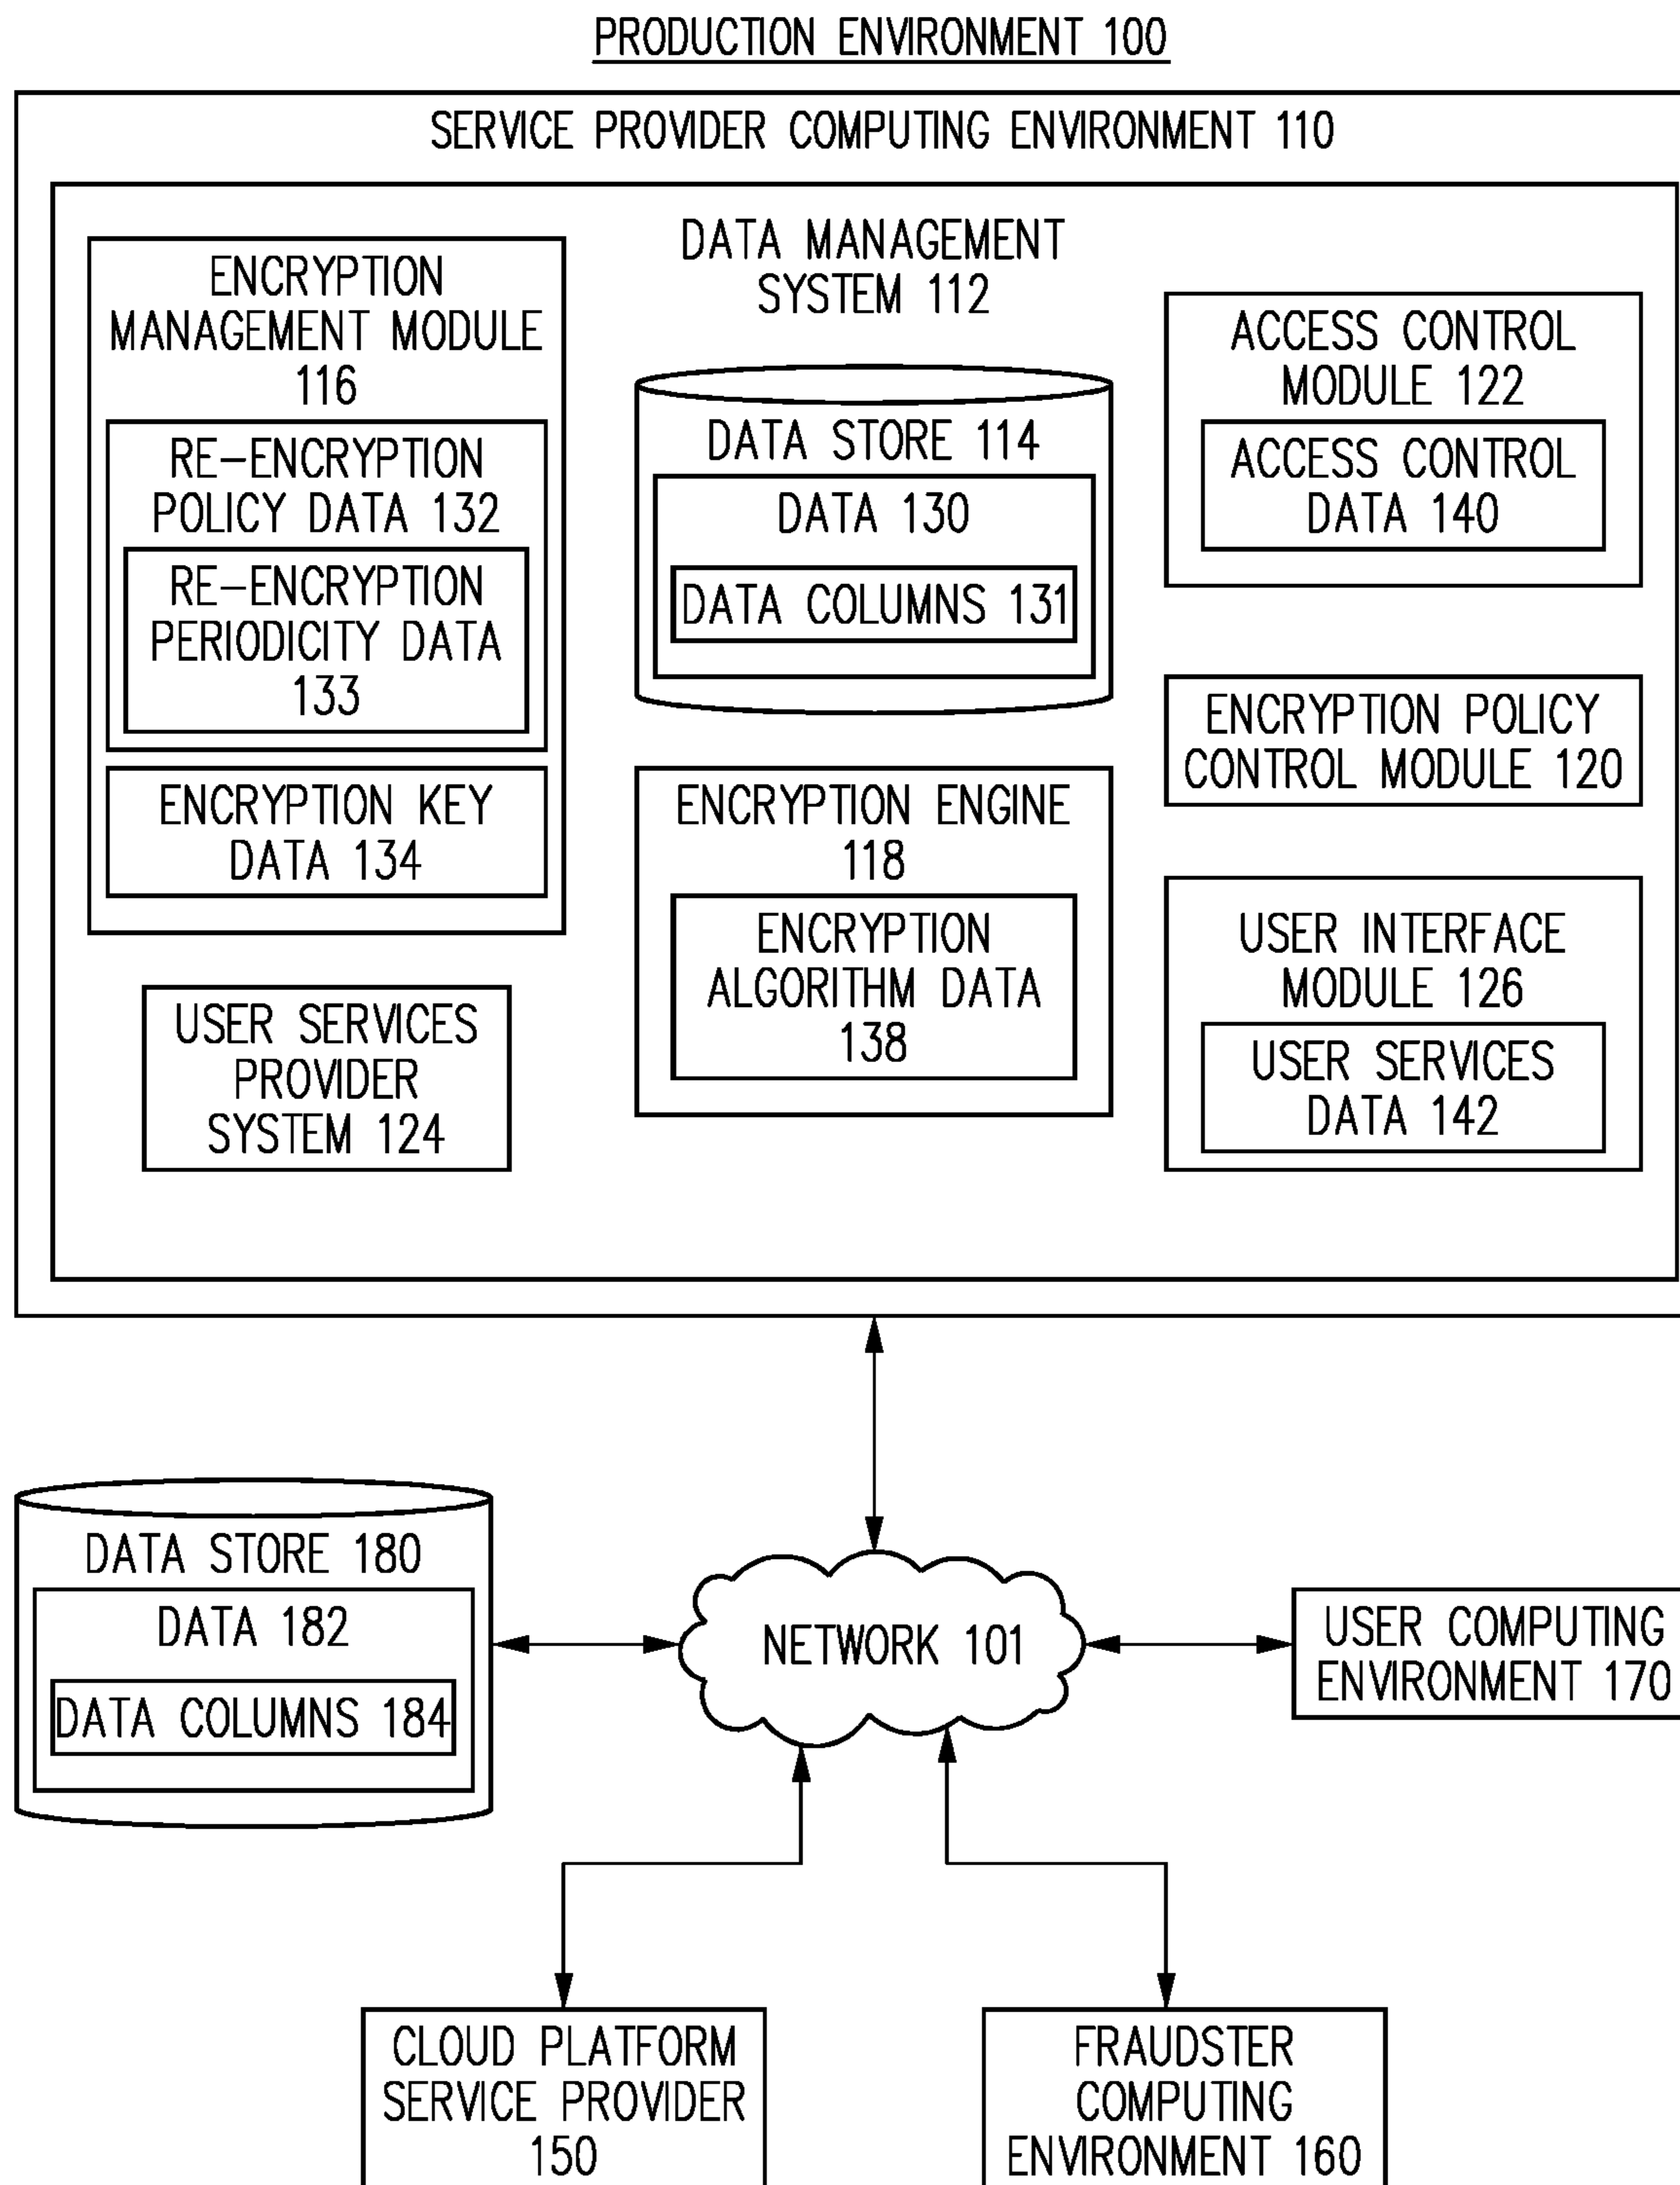 PRODUCTION ENVIRONMENT 100
SERVICE PROVIDER COMPUTING ENVIRONMENT 110
DATA MANAGEMENT
SYSTEM 112
ENCRYPTION
MANAGEMENT MODULE
116
RE-ENCRYPTION
POLICY DATA 132
RE-ENCRYPTION
PERIODICITY DATA
133
ENCRYPTION KEY
DATA 134
USER SERVICES
PROVIDER
SYSTEM 124
DATA STORE 114
DATA 130
DATA COLUMNS 131
ENCRYPTION ENGINE
118
ENCRYPTION
ALGORITHM DATA
138
ACCESS CONTROL
MODULE 122
ACCESS CONTROL
DATA 140
ENCRYPTION POLICY
CONTROL MODULE 120
USER INTERFACE
MODULE 126
USER SERVICES
DATA 142
DATA STORE 180
DATA 182
DATA COLUMNS 184
NETWORK 101
USER COMPUTING
ENVIRONMENT 170
CLOUD PLATFORM
SERVICE PROVIDER
150
FRAUDSTER
COMPUTING
ENVIRONMENT 160